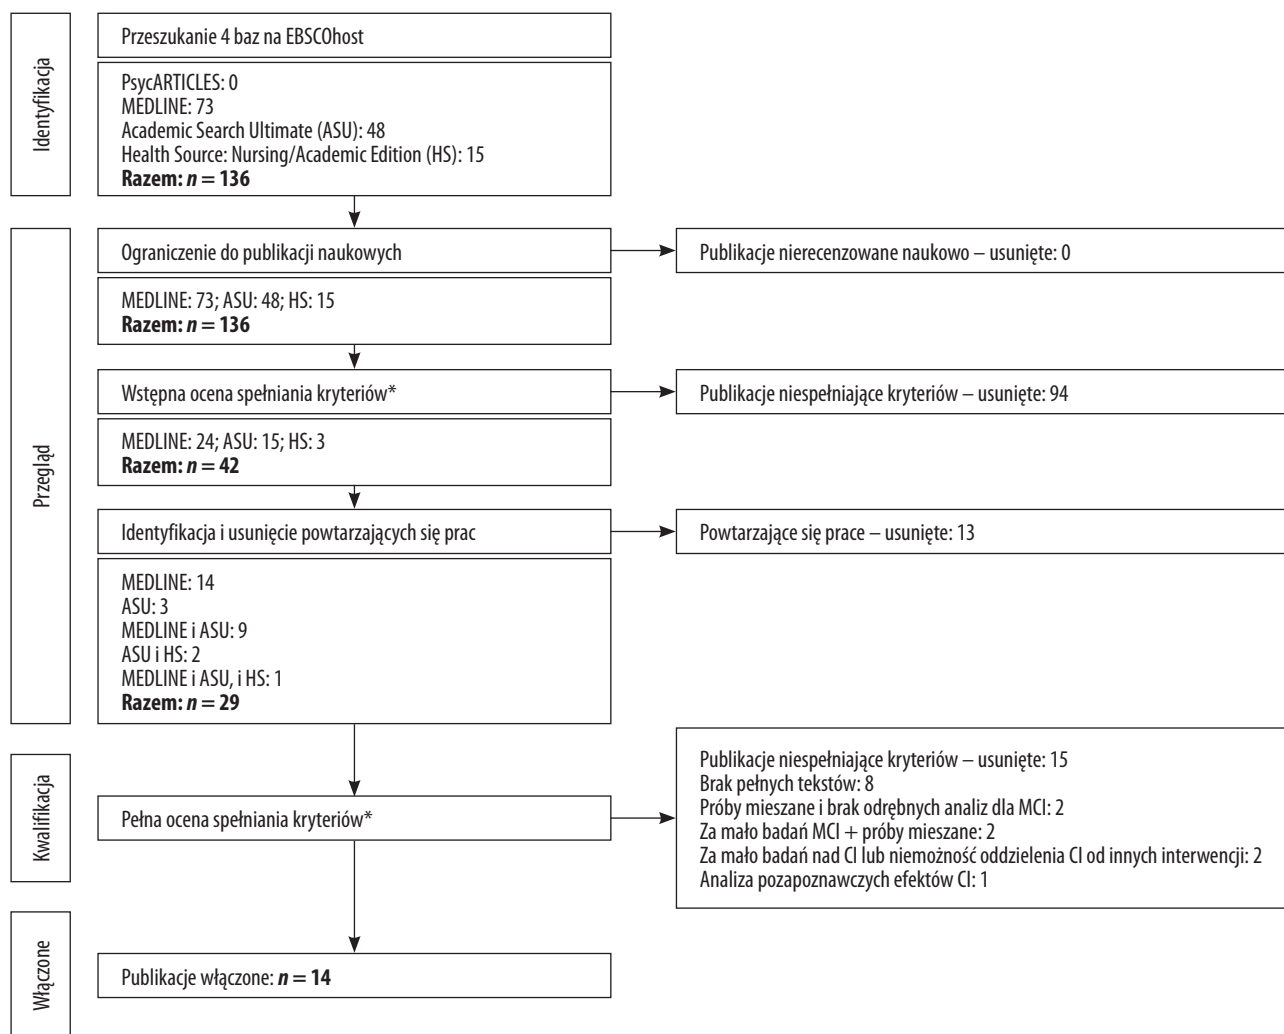 Identyfikacja
Przeszukanie 4 baz na EBSCOhost
PsycARTICLES: 0
MEDLINE: 73
Academic Search Ultimate (ASU): 48
Health Source: Nursing/Academic Edition (HS): 15
Razem: n = 136
Przegląd
Ograniczenie do publikacji naukowych
Publikacje nierecenzowane naukowo – usunięte: 0
MEDLINE: 73; ASU: 48; HS: 15
Razem: n = 136
Wstępna ocena spełniania kryteriów*
Publikacje niespełniające kryteriów – usunięte: 94
MEDLINE: 24; ASU: 15; HS: 3
Razem: n = 42
Identyfikacja i usunięcie powtarzających się prac
Powtarzające się prace – usunięte: 13
MEDLINE: 14
ASU: 3
MEDLINE i ASU: 9
ASU i HS: 2
MEDLINE i ASU, i HS: 1
Razem: n = 29
Kwalifikacja
Pełna ocena spełniania kryteriów*
Publikacje niespełniające kryteriów – usunięte: 15
Brak pełnych tekstów: 8
Próby mieszane i brak odrębnych analiz dla MCI: 2
Za mało badań MCI + próby mieszane: 2
Za mało badań nad CI lub niemożność oddzielenia CI od innych interwencji: 2
Analiza pozapoznawczych efektów CI: 1
Włączone
Publikacje włączone: n = 14